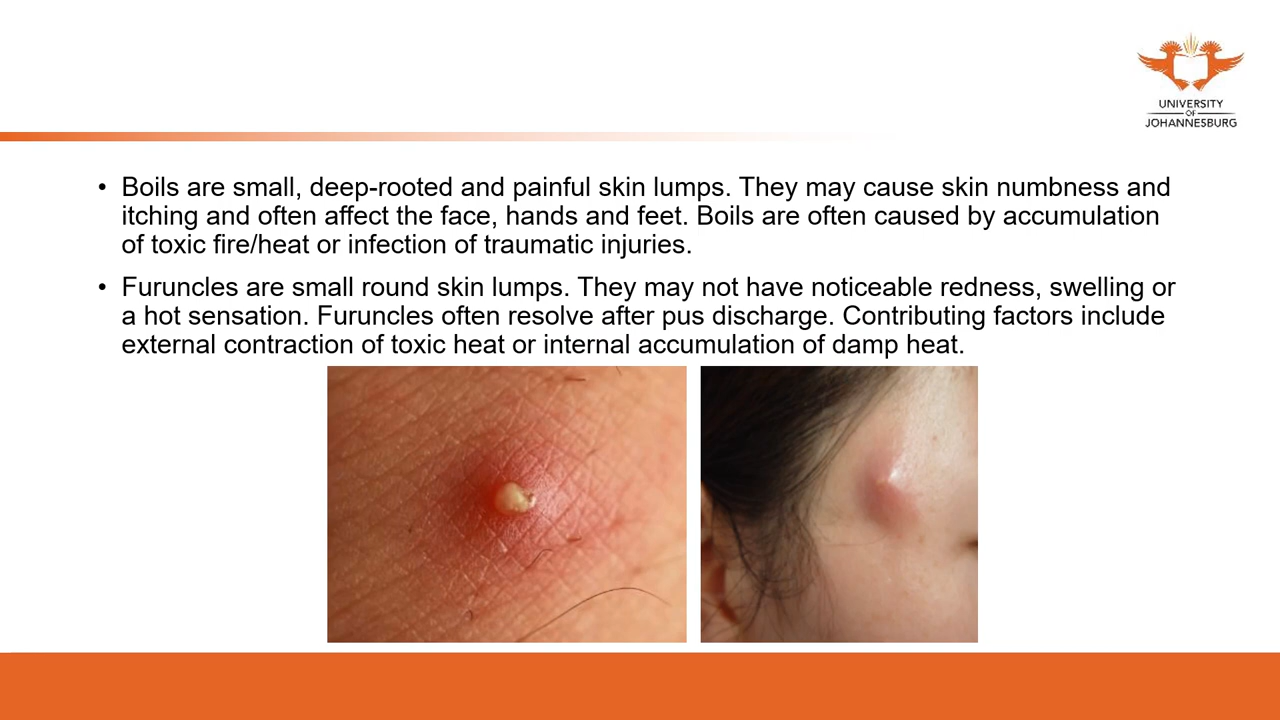 UNIVERSITY
OF
JOHANNESBURG
• Boils are small, deep-rooted and painful skin lumps. They may cause skin numbness and
itching and often affect the face, hands and feet. Boils are often caused by accumulation
of toxic fire/heat or infection of traumatic injuries.
• Furuncles are small round skin lumps. They may not have noticeable redness, swelling or
a hot sensation. Furuncles often resolve after pus discharge. Contributing factors include
external contraction of toxic heat or internal accumulation of damp heat.